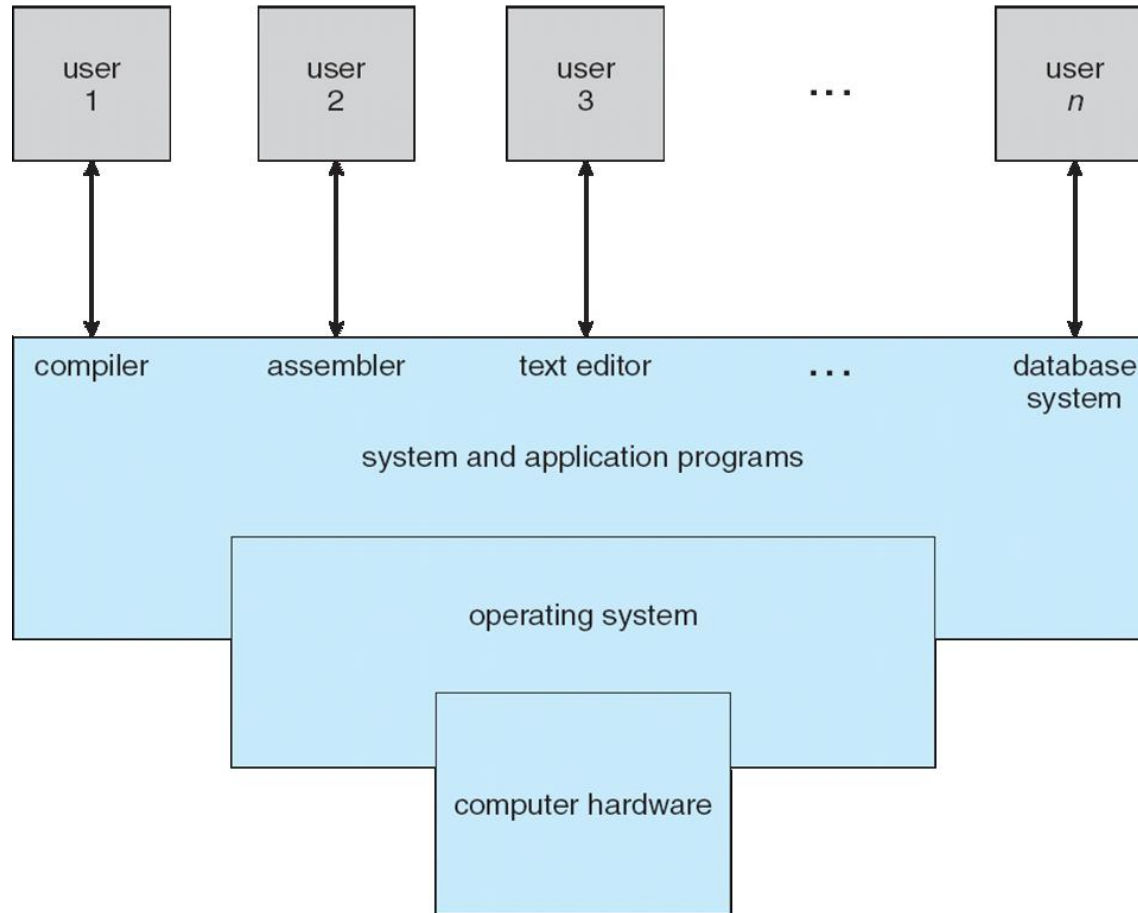 user
1
user
2
user
3
...
user
n
compiler
assembler
text editor
...
database
system
system and application programs
operating system
computer hardware